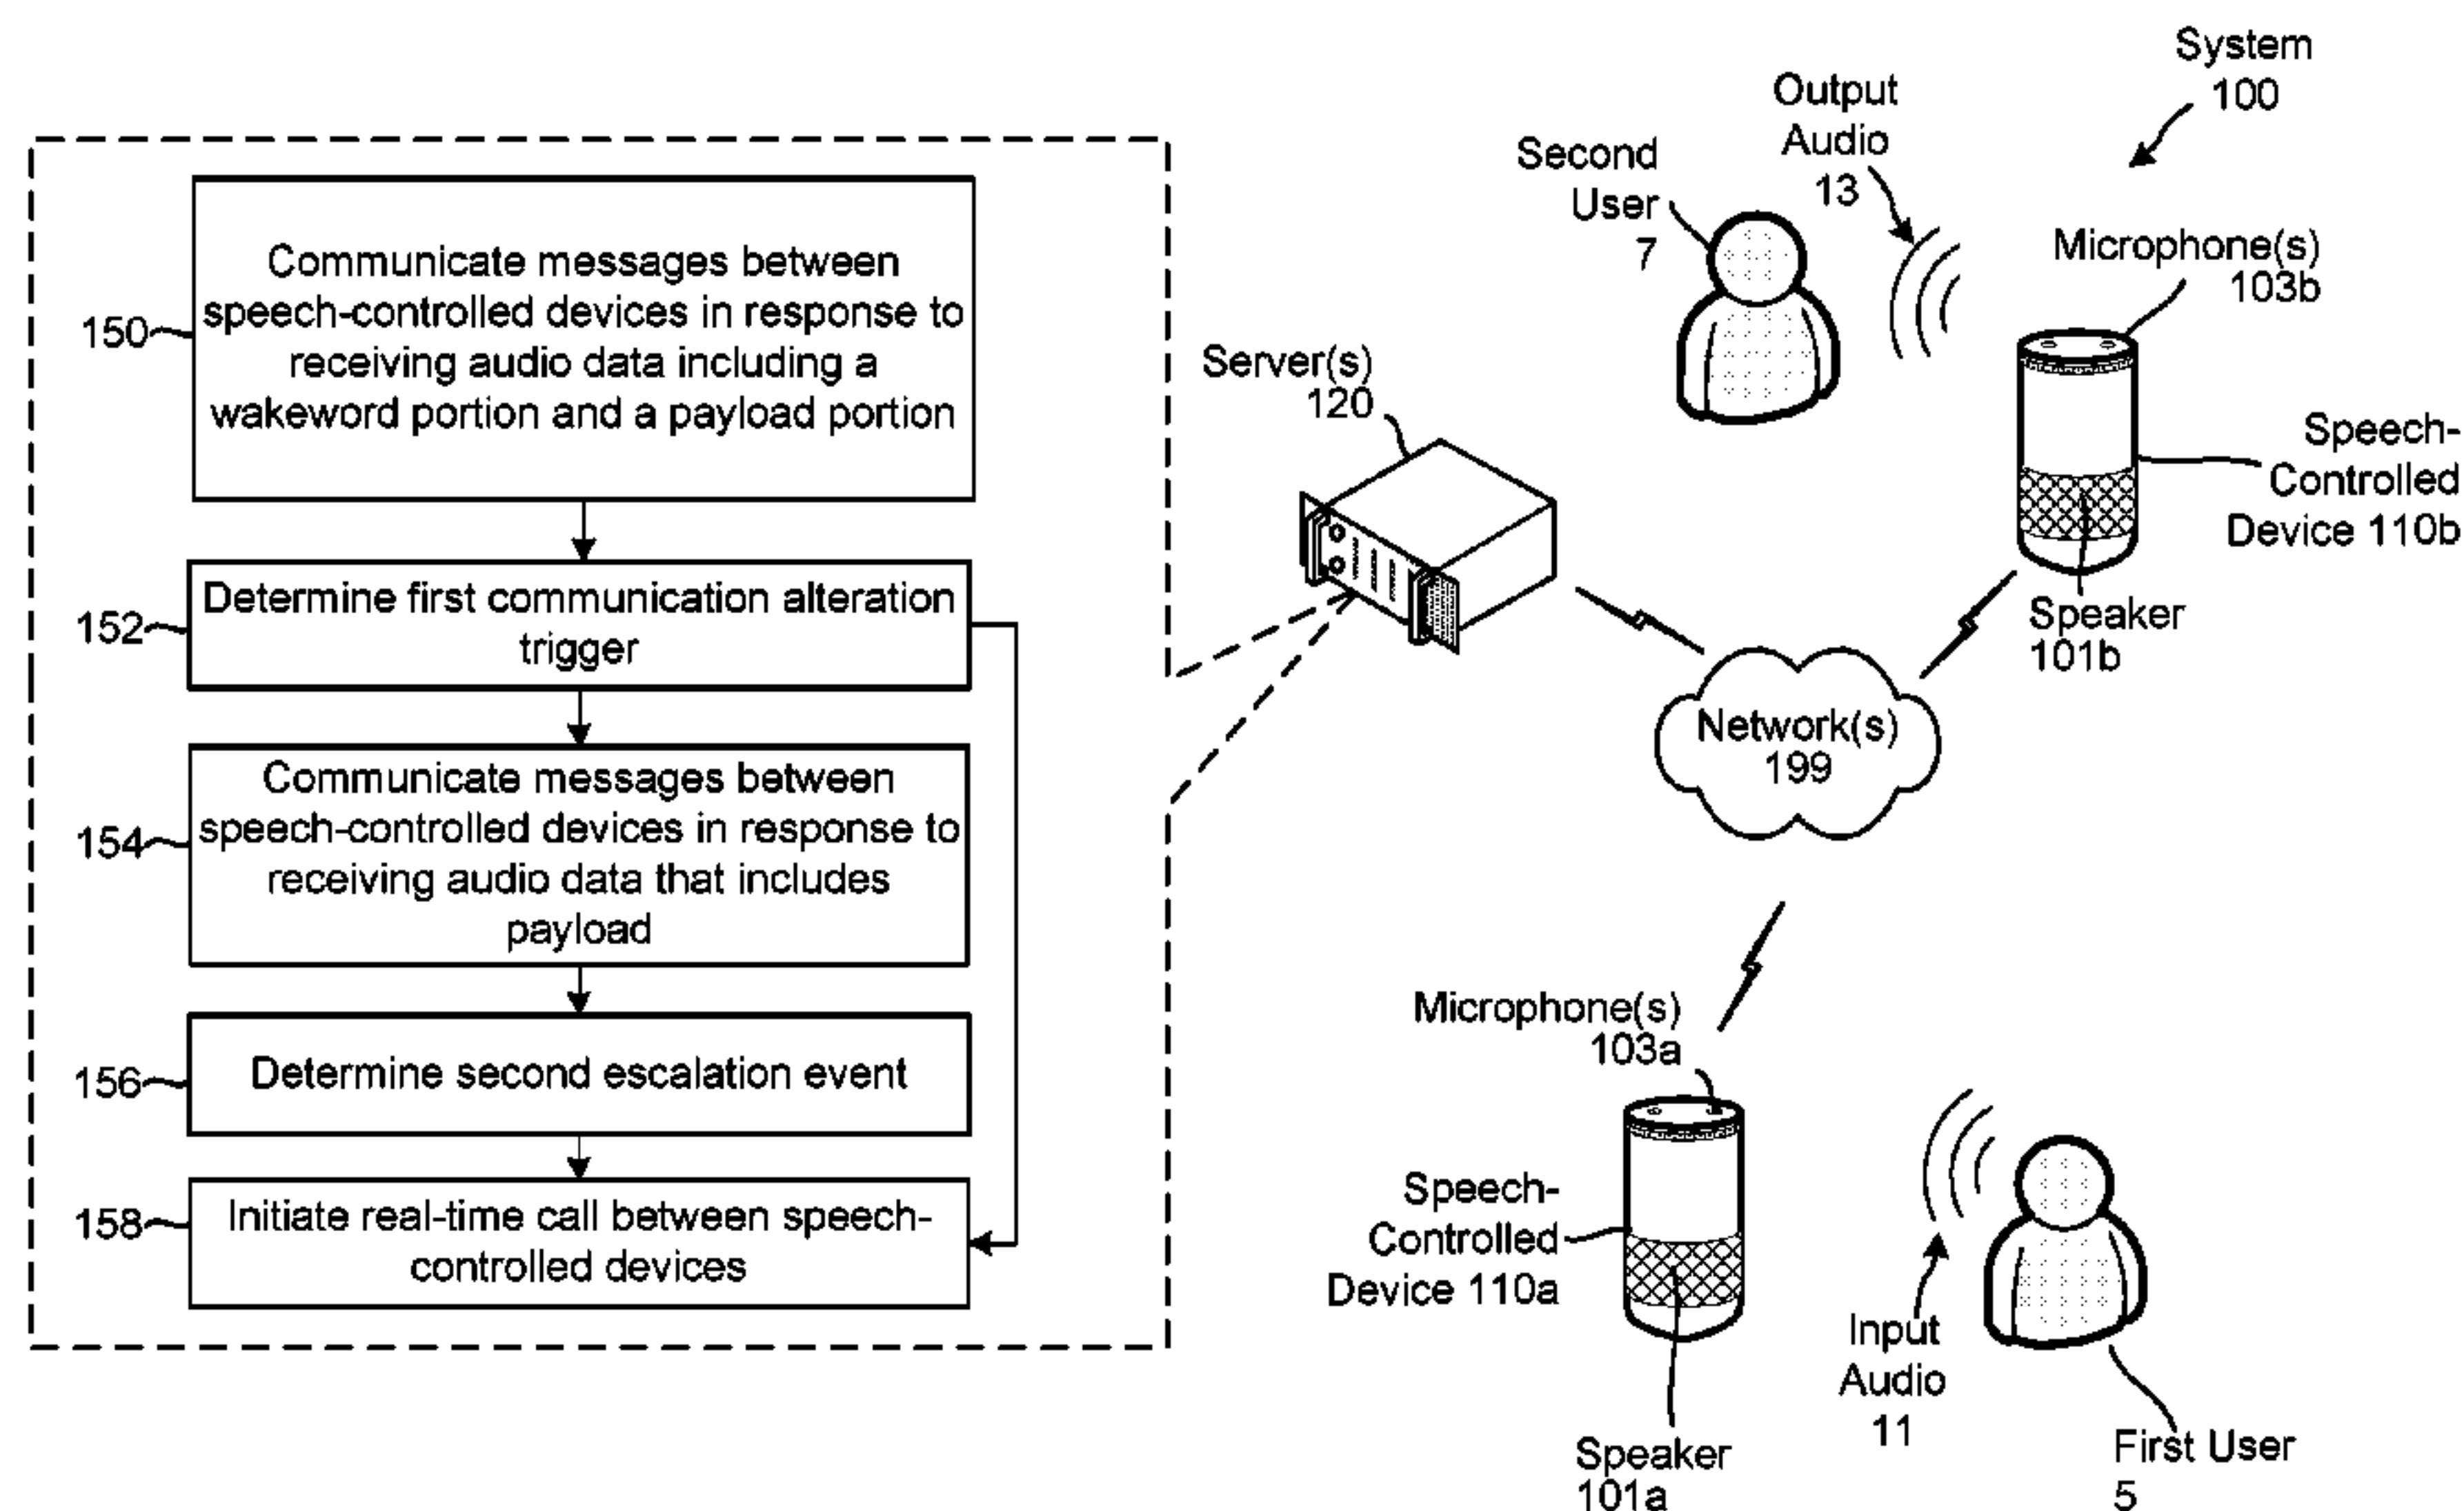 150
Communicate messages between
speech-controlled devices in response to
receiving audio data including a
wakeword portion and a payload portion
152
Determine first communication alteration
trigger
154
Communicate messages between
speech-controlled devices in response to
receiving audio data that includes
payload
156
Determine second escalation event
158
Initiate real-time call between speech-
controlled devices
System
100
Output
Audio
13
Second
User
7
Microphone(s)
103b
Server(s)
120
Speech-
Controlled
Device 110b
Speaker
101b
Network(s)
199
Microphone(s)
103a
Speech-
Controlled
Device 110a
Speaker
101a
Input
Audio
11
First User
5